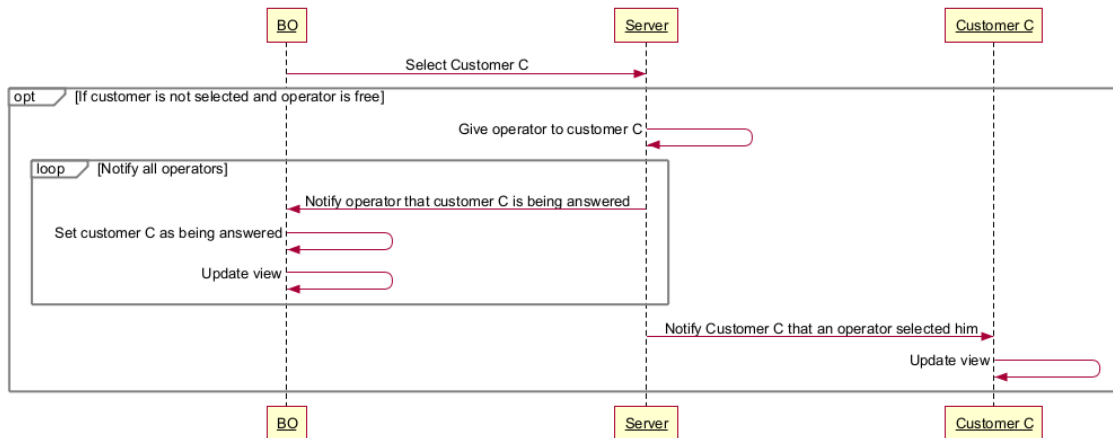 BO Server Customer C
Select Customer C
opt [If customer is not selected and operator is free]
Give operator to customer C
loop [Notify all operators]
Notify operator that customer C is being answered
Set customer C as being answered
Update view
Notify Customer C that an operator selected him
Update view
BO Server Customer C